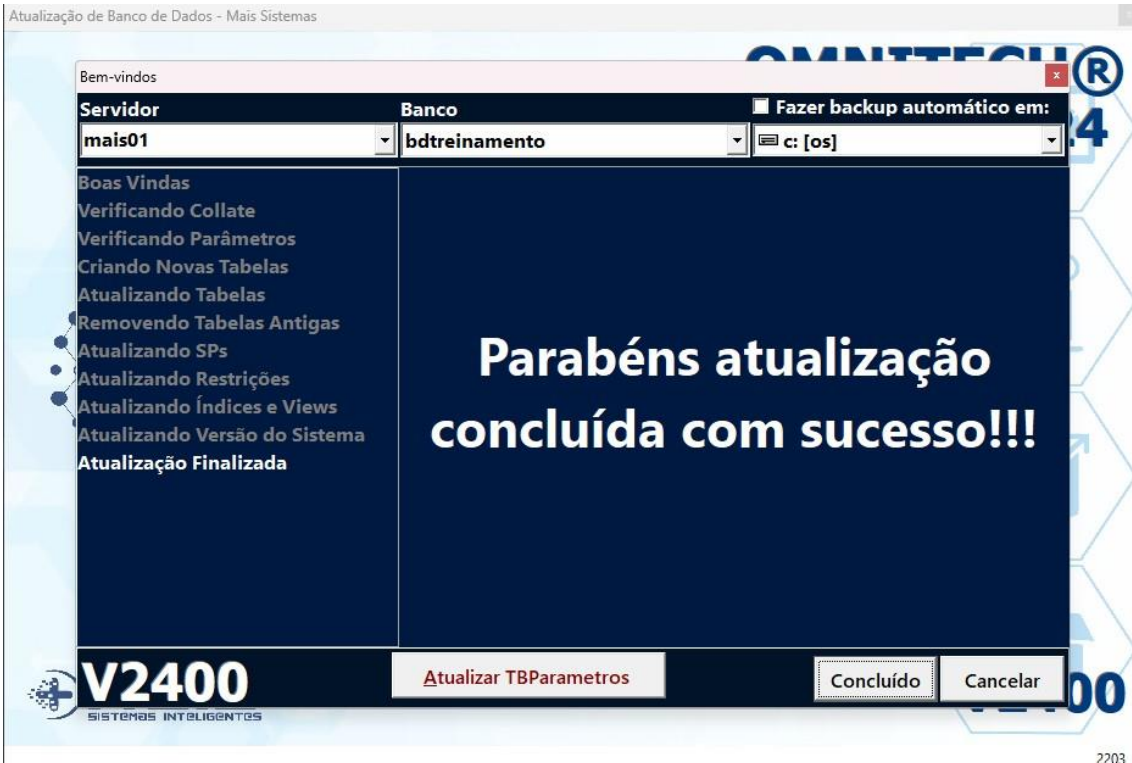 Atualização de Banco de Dados - Mais Sistemas
Bem-vindos
x
®
Servidor
Banco
Fazer backup automático em:
mais01
bdtreinamento
c: [os]
4
Boas Vindas
Verificando Collate
Verificando Parâmetros
Criando Novas Tabelas
Atualizando Tabelas
Removendo Tabelas Antigas
Atualizando SPs
Atualizando Restrições
Atualizando Índices e Views
Atualizando Versão do Sistema
Atualização Finalizada
Parabéns atualização
concluída com sucesso!!!
V2400
Atualizar TBParametros
Concluído
Cancelar
00
SISTEMAS INTELIGENTES
2203